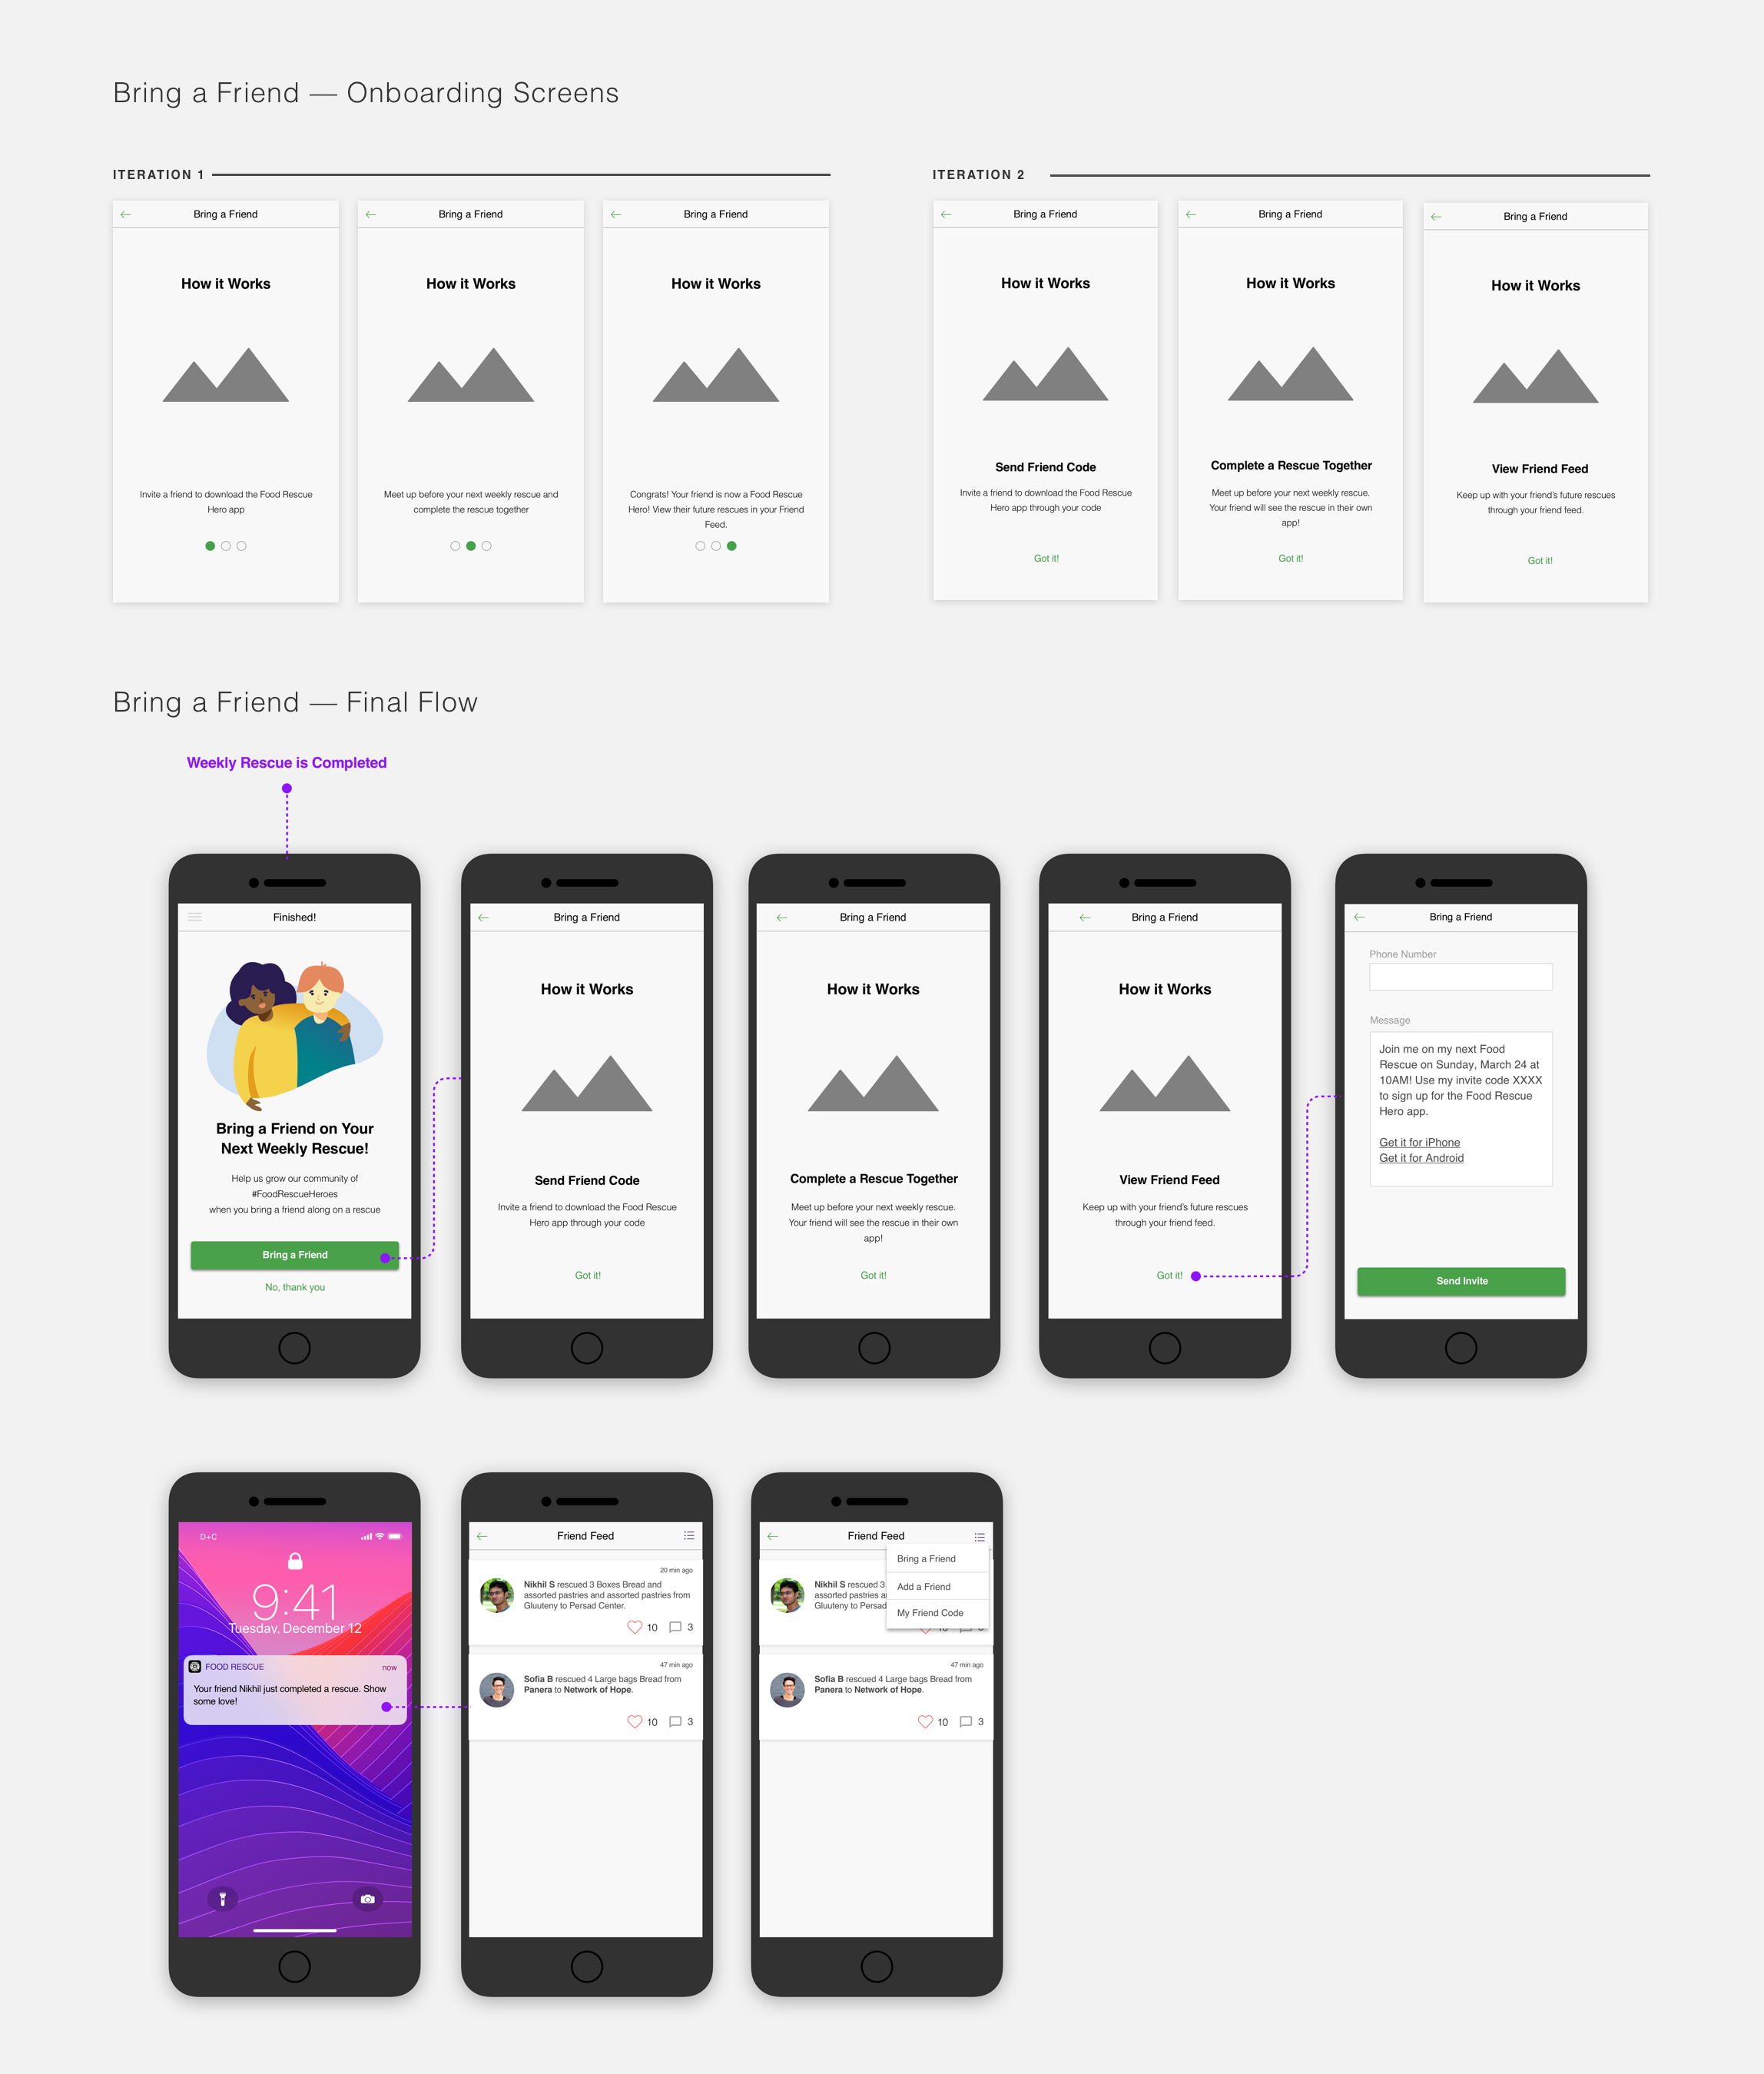 Bring a Friend — Onboarding Screens
ITERATION 1
Bring a Friend
How it Works
Invite a friend to download the Food Rescue
Hero app
Bring a Friend
How it Works
Meet up before your next weekly rescue and
complete the rescue together
Bring a Friend
How it Works
Congrats! Your friend is now a Food Rescue
Hero! View their future rescues in your Friend
Feed.
ITERATION 2
Bring a Friend
How it Works
Send Friend Code
Invite a friend to download the Food Rescue
Hero app through your code
Got it!
Bring a Friend
How it Works
Complete a Rescue Together
Meet up before your next weekly rescue.
Your friend will see the rescue in their own
app!
Got it!
Bring a Friend
How it Works
View Friend Feed
Keep up with your friend's future rescues
through your friend feed.
Got it!
Bring a Friend — Final Flow
Weekly Rescue is Completed
Finished!
Bring a Friend on Your
Next Weekly Rescue!
Help us grow our community of
#FoodRescueHeroes
when you bring a friend along on a rescue
Bring a Friend
No, thank you
Bring a Friend
How it Works
Send Friend Code
Invite a friend to download the Food Rescue
Hero app through your code
Got it!
Bring a Friend
How it Works
Complete a Rescue Together
Meet up before your next weekly rescue.
Your friend will see the rescue in their own
app!
Got it!
Bring a Friend
How it Works
View Friend Feed
Keep up with your friend's future rescues
through your friend feed.
Got it!
Bring a Friend
Phone Number
Message
Join me on my next Food
Rescue on Sunday, March 24 at
10AM! Use my invite code XXXX
to sign up for the Food Rescue
Hero app.
Get it for iPhone
Get it for Android
Send Invite
D+C
9:41
Tuesday, December 12
FOOD RESCUE
now
Your friend Nikhil just completed a rescue. Show
some love!
Friend Feed
20 min ago
Nikhil S rescued 3 Boxes Bread and
assorted pastries and assorted pastries from
Gluuteny to Persad Center.
10
3
47 min ago
Sofia B rescued 4 Large bags Bread from
Panera to Network of Hope.
10
3
Friend Feed
Bring a Friend
Add a Friend
My Friend Code
Nikhil S rescued 3
assorted pastries a
Gluuteny to Persad
47 min ago
Sofia B rescued 4 Large bags Bread from
Panera to Network of Hope.
10
3